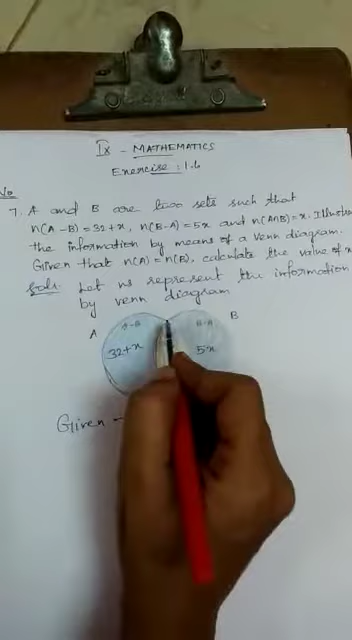 IX - MATHEMATICS
Exercise : 1.6
No
7. A and B are two sets such that
n(A-B) = 32+x, n(B-A) = 5x and n(A∩B) = x. Illustrate
the information by means of a Venn diagram.
Given that n(A) = n(B), calculate the value of x
Soln: Let us represent the information
by venn diagram
A A-B B-A B
32+x 5x
Given -